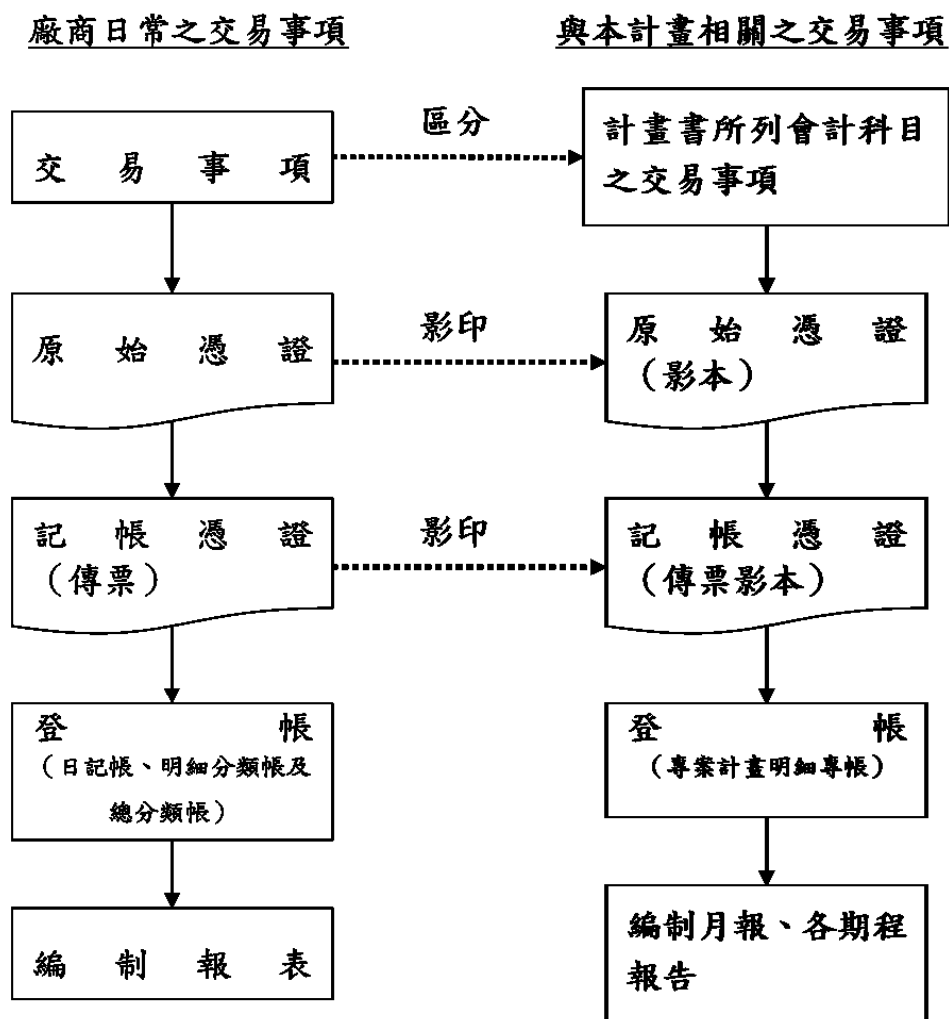 廠商日常之交易事項
與本計畫相關之交易事項
交易事項
區分
計畫書所列會計科目
之交易事項
原始憑證
影印
原始憑證
（影本）
記帳憑證
（傳票）
影印
記帳憑證
（傳票影本）
登帳
（日記帳、明細分類帳及
總分類帳）
登帳
（專案計畫明細專帳）
編制報表
編制月報、各期程
報告